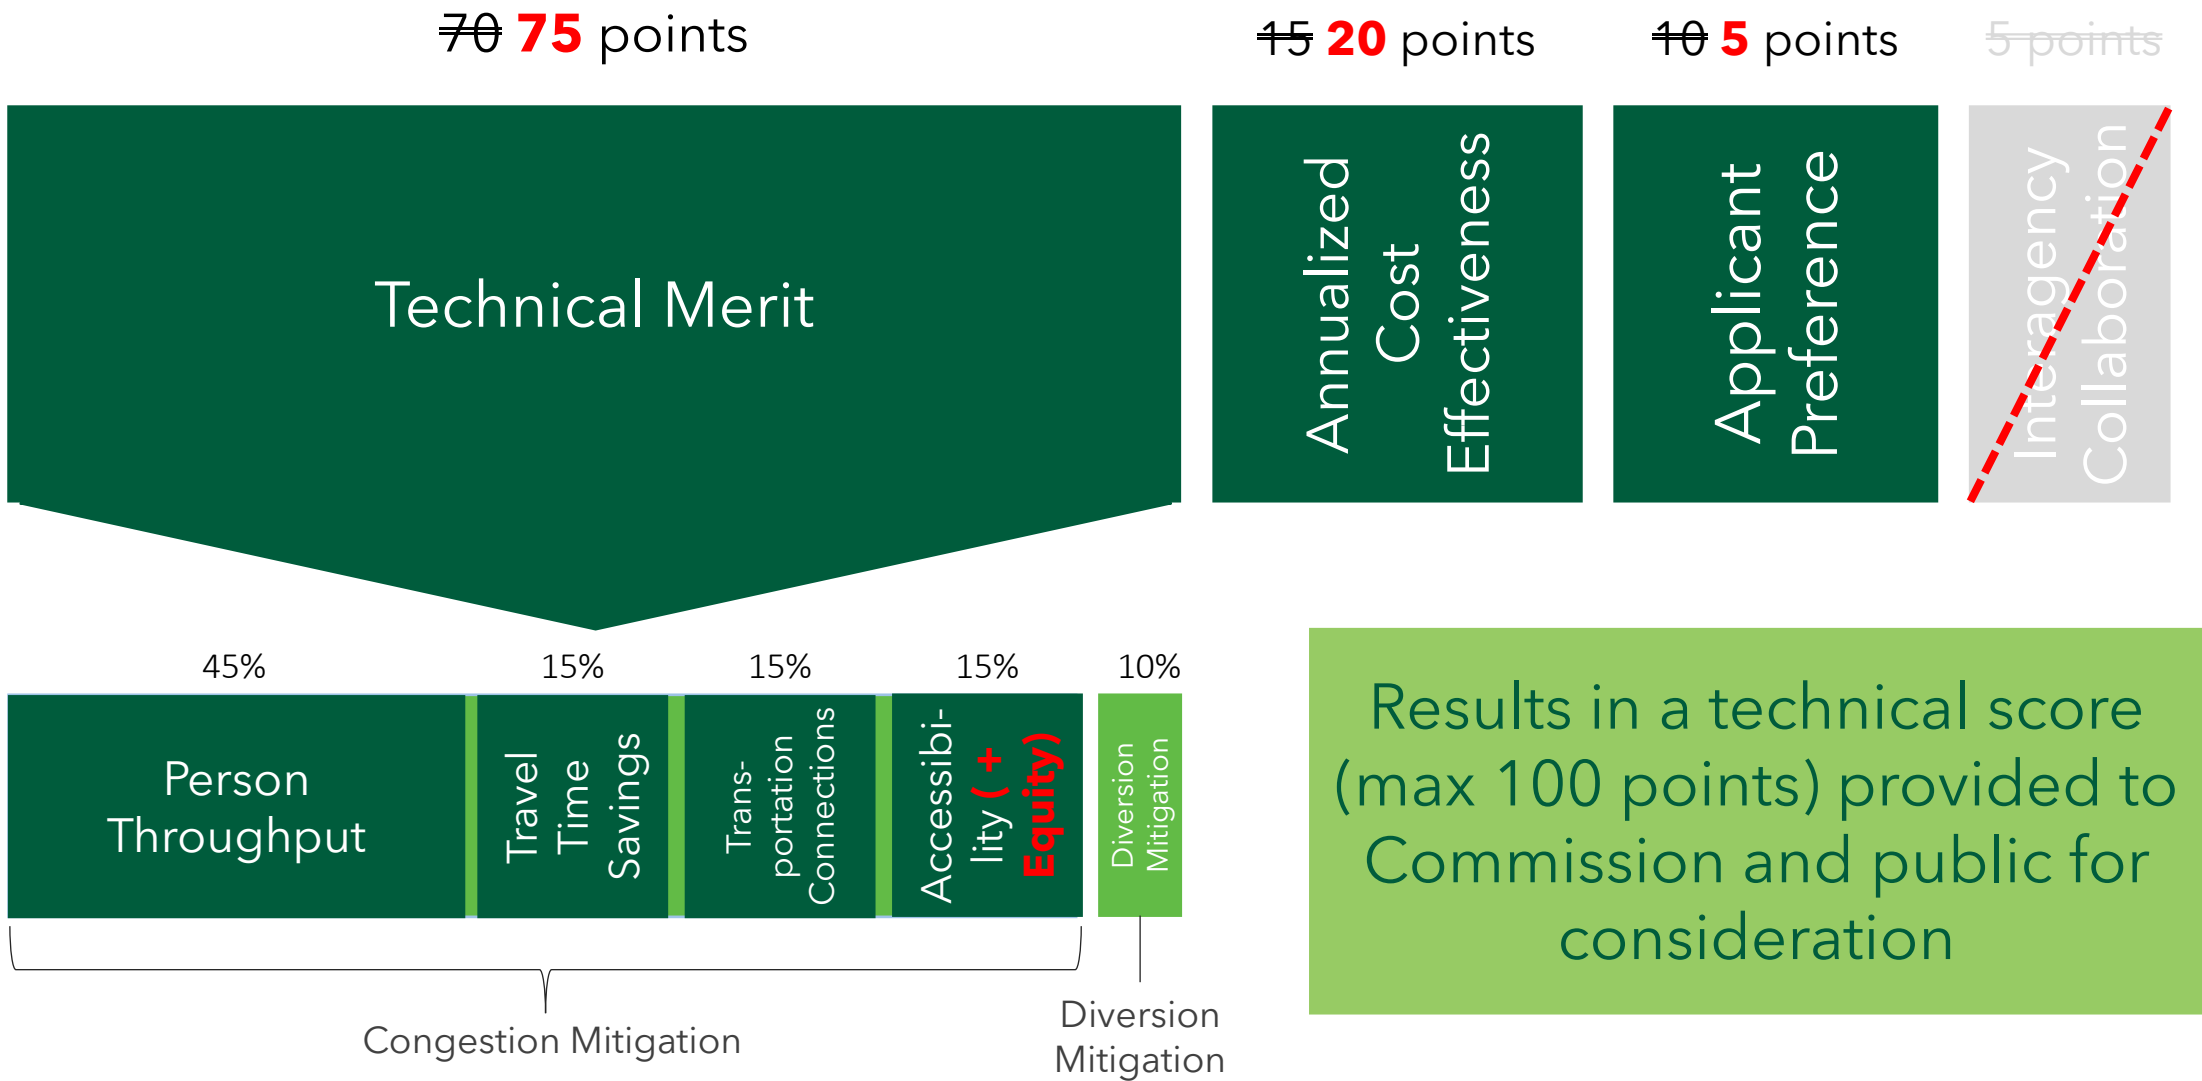 70 75 points
15 20 points
10 5 points
5 points
Technical Merit
Annualized
Cost
Effectiveness
Applicant
Preference
Interagency
Collaboration
45%
15%
15%
15%
10%
Person
Throughput
Travel
Time
Savings
Trans-
portation
Connections
Accessibi-
lity ( +
Equity)
Diversion
Mitigation
Congestion Mitigation
Diversion
Mitigation
Results in a technical score
(max 100 points) provided to
Commission and public for
consideration